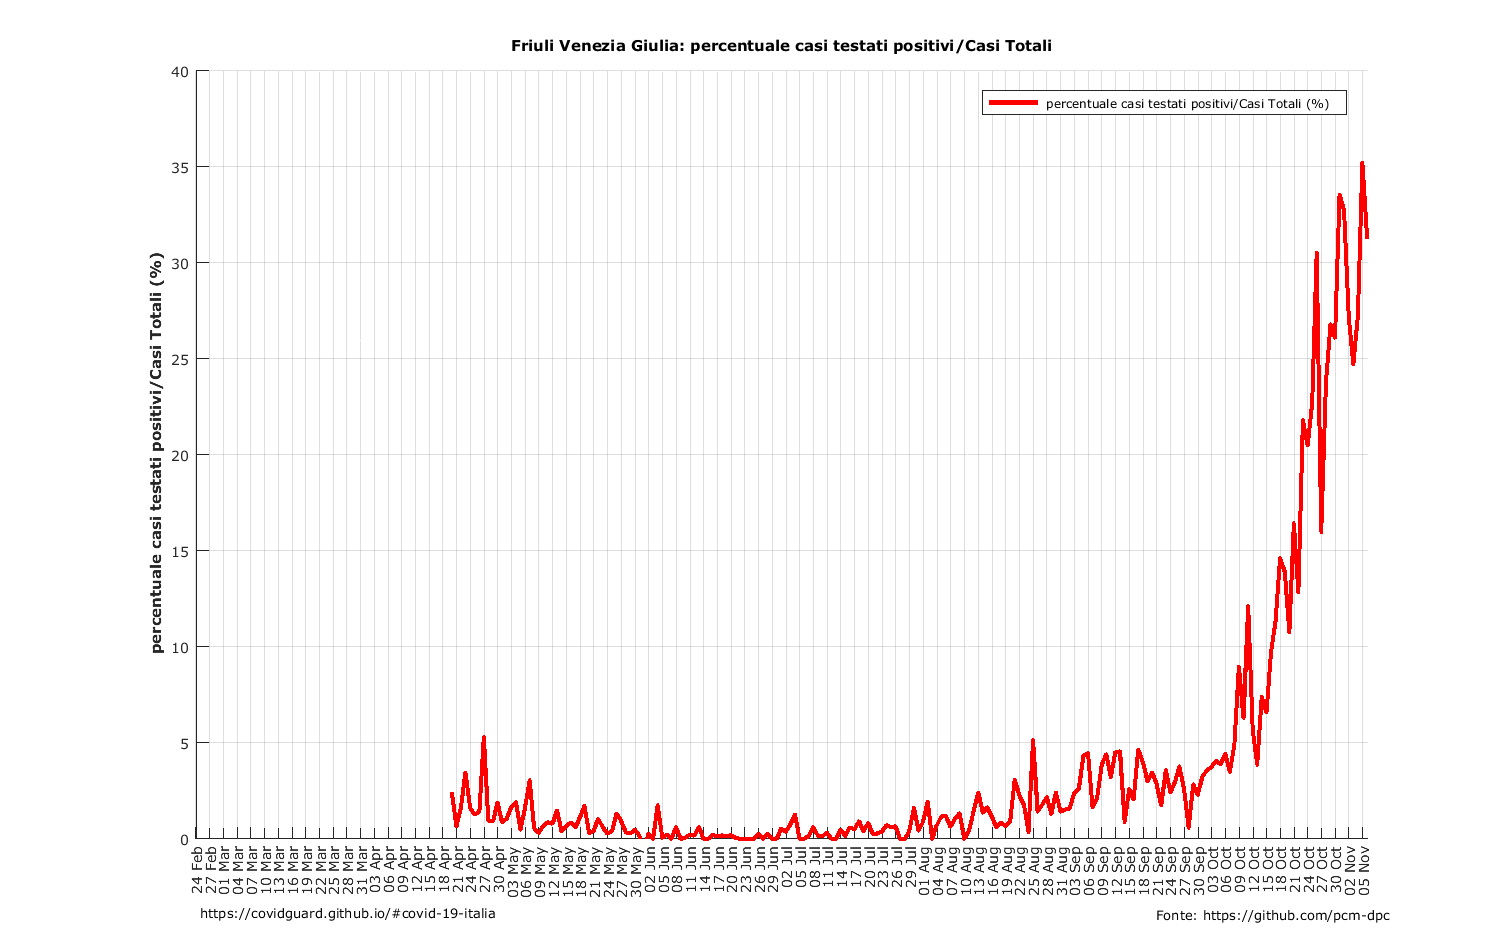 Friuli Venezia Giulia: percentuale casi testati positivi/Casi Totali
percentuale casi testati positivi/Casi Totali (%)
percentuale casi testati positivi/Casi Totali (%)
40
35
30
25
20
15
10
5
0
24 Feb
27 Feb
01 Mar
04 Mar
07 Mar
10 Mar
13 Mar
16 Mar
19 Mar
22 Mar
25 Mar
28 Mar
31 Mar
03 Apr
06 Apr
09 Apr
12 Apr
15 Apr
18 Apr
21 Apr
24 Apr
27 Apr
30 Apr
03 May
06 May
09 May
12 May
15 May
18 May
21 May
24 May
27 May
30 May
02 Jun
05 Jun
08 Jun
11 Jun
14 Jun
17 Jun
20 Jun
23 Jun
26 Jun
29 Jun
02 Jul
05 Jul
08 Jul
11 Jul
14 Jul
17 Jul
20 Jul
23 Jul
26 Jul
29 Jul
01 Aug
04 Aug
07 Aug
10 Aug
13 Aug
16 Aug
19 Aug
22 Aug
25 Aug
28 Aug
31 Aug
03 Sep
06 Sep
09 Sep
12 Sep
15 Sep
18 Sep
21 Sep
24 Sep
27 Sep
30 Sep
03 Oct
06 Oct
09 Oct
12 Oct
15 Oct
18 Oct
21 Oct
24 Oct
27 Oct
30 Oct
02 Nov
05 Nov
https://covidguard.github.io/#covid-19-italia
Fonte: https://github.com/pcm-dpc